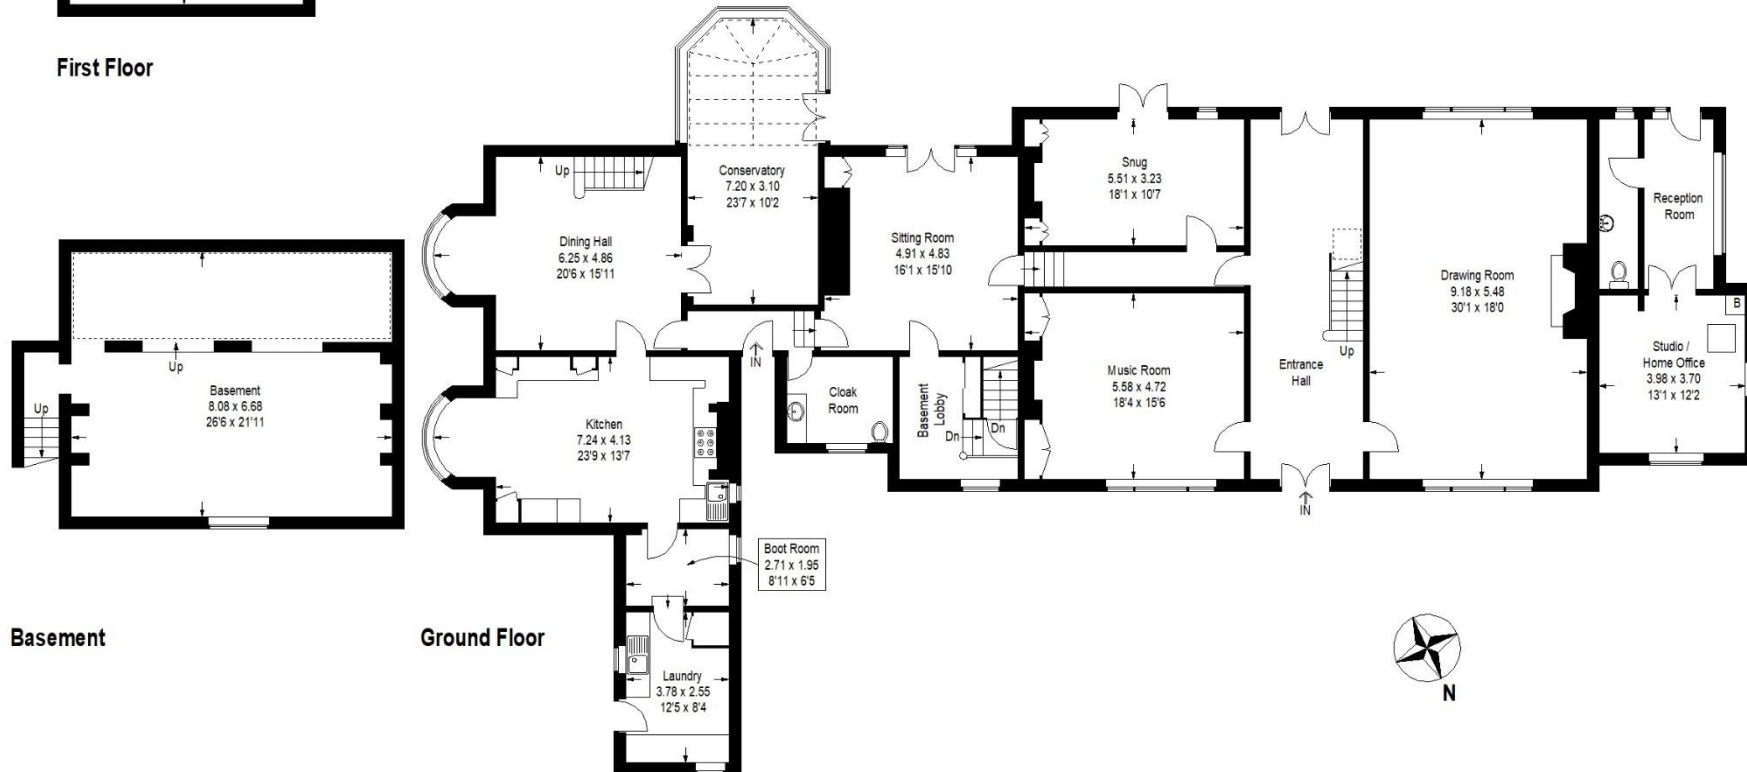 First Floor
Conservatory
7.20 x 3.10
23'7 x 10'2
Up
Dining Hall
6.25 x 4.86
20'6 x 15'11
Sitting Room
4.91 x 4.83
16'1 x 15'10
Snug
5.51 x 3.23
18'1 x 10'7
Reception
Room
Drawing Room
9.18 x 5.48
30'1 x 18'0
B
Studio /
Home Office
3.98 x 3.70
13'1 x 12'2
Up
Entrance
Hall
IN
Music Room
5.58 x 4.72
18'4 x 15'6
IN
Cloak
Room
Basement
Lobby
Dn
Dn
Kitchen
7.24 x 4.13
23'9 x 13'7
Up
Basement
8.08 x 6.68
26'6 x 21'11
Up
Boot Room
2.71 x 1.95
8'11 x 6'5
Laundry
3.78 x 2.55
12'5 x 8'4
Basement
Ground Floor
N